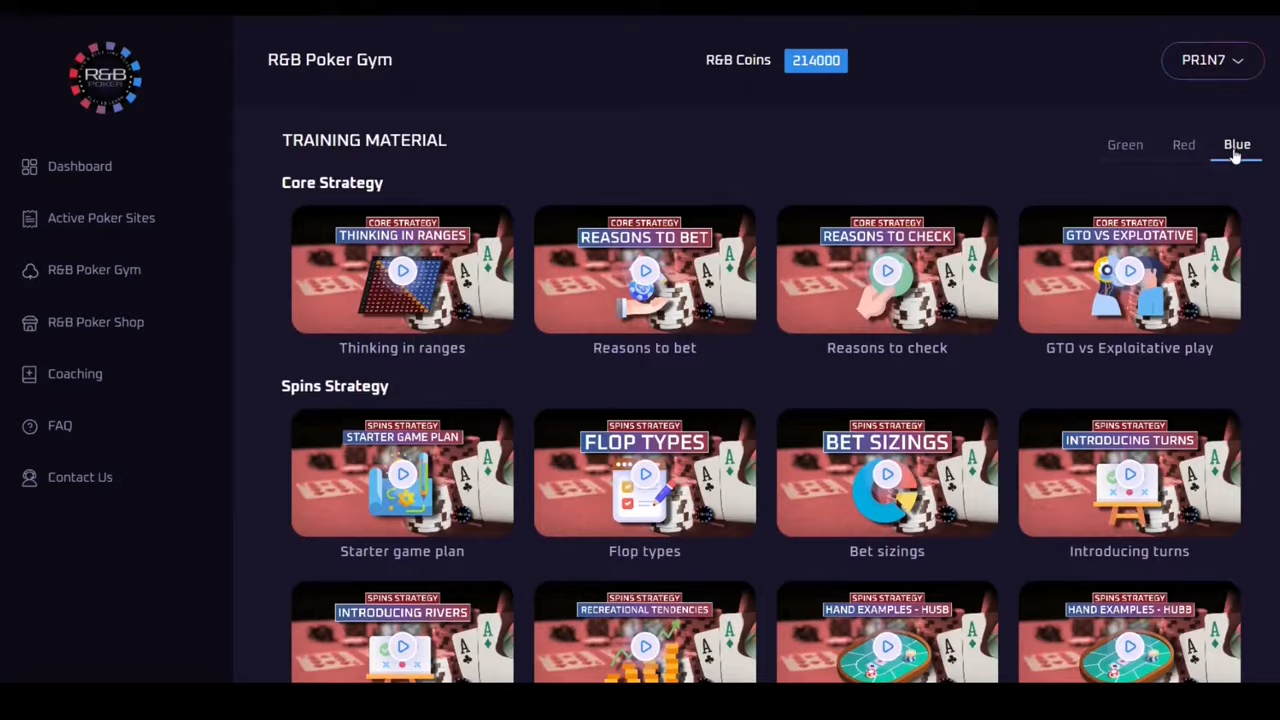 R&B Poker Gym
R&B Coins 214000
PR1N7
R&B
POKER
Dashboard
Active Poker Sites
R&B Poker Gym
R&B Poker Shop
Coaching
FAQ
Contact Us
TRAINING MATERIAL
Green Red Blue
Core Strategy
CORE STRATEGY
THINKING IN RANGES
Thinking in ranges
CORE STRATEGY
REASONS TO BET
Reasons to bet
CORE STRATEGY
REASONS TO CHECK
Reasons to check
CORE STRATEGY
GTO VS EXPLOTATIVE
GTO vs Exploitative play
Spins Strategy
SPINS STRATEGY
STARTER GAME PLAN
Starter game plan
SPINS STRATEGY
FLOP TYPES
Flop types
SPINS STRATEGY
BET SIZINGS
Bet sizings
SPINS STRATEGY
INTRODUCING TURNS
Introducing turns
SPINS STRATEGY
INTRODUCING RIVERS
SPINS STRATEGY
RECREATIONAL TENDENCIES
SPINS STRATEGY
HAND EXAMPLES - HUSB
SPINS STRATEGY
HAND EXAMPLES - HUBB